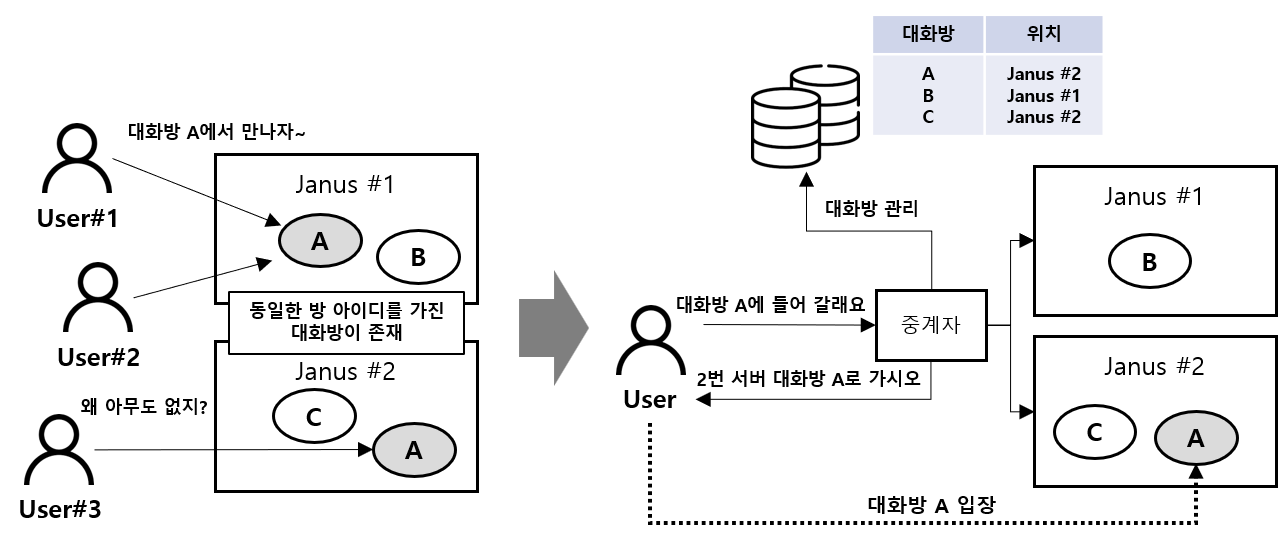 대화방 A에서 만나자~
User#1
Janus #1
A
B
User#2
동일한 방 아이디를 가진
대화방이 존재
Janus #2
왜 아무도 없지?
C
A
User#3
대화방 위치
A Janus #2
B Janus #1
C Janus #2
대화방 관리
대화방 A에 들어 갈래요
중계자
User
2번 서버 대화방 A로 가시오
Janus #1
B
Janus #2
C
A
대화방 A 입장